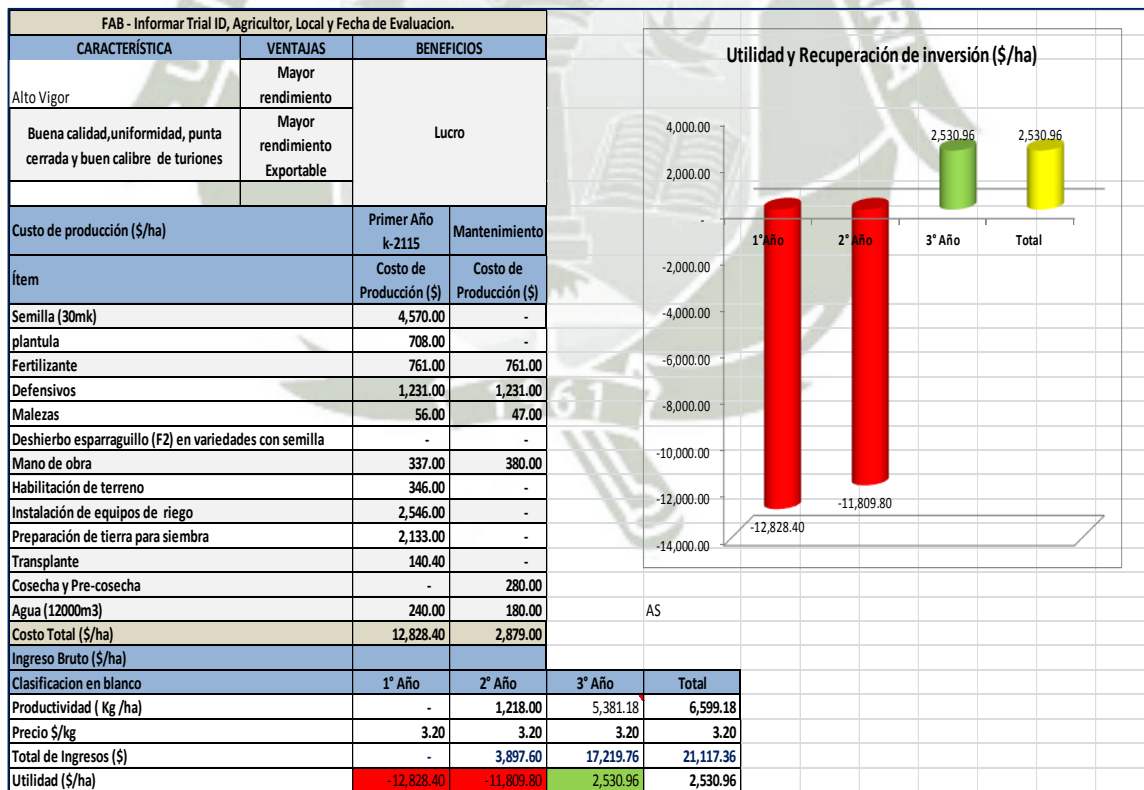 FAB - Informar Trial ID, Agricultor, Local y Fecha de Evaluacion.
CARACTERÍSTICA VENTAJAS BENEFICIOS
Alto Vigor
Mayor
rendimiento
Buena calidad,uniformidad, punta
cerrada y buen calibre de turiones
Mayor
rendimiento
Exportable
Lucro
Custo de producción ($/ha) Primer Año
k-2115 Mantenimiento
Ítem Costo de
Producción ($) Costo de
Producción ($)
Semilla (30mk) 4,570.00 -
plantula 708.00 -
Fertilizante 761.00 761.00
Defensivos 1,231.00 1,231.00
Malezas 56.00 47.00
Deshierbo esparraguillo (F2) en variedades con semilla - -
Mano de obra 337.00 380.00
Habilitación de terreno 346.00 -
Instalación de equipos de riego 2,546.00 -
Preparación de tierra para siembra 2,133.00 -
Transplante 140.40 -
Cosecha y Pre-cosecha - 280.00
Agua (12000m3) 240.00 180.00
Costo Total ($/ha) 12,828.40 2,879.00
Ingreso Bruto ($/ha)
Clasificacion en blanco 1° Año 2° Año 3° Año Total
Productividad ( Kg /ha) - 1,218.00 5,381.18 6,599.18
Precio $/kg 3.20 3.20 3.20 3.20
Total de Ingresos ($) - 3,897.60 17,219.76 21,117.36
Utilidad ($/ha) -12,828.40 -11,809.80 2,530.96 2,530.96
Utilidad y Recuperación de inversión ($/ha)
4,000.00
2,000.00
-
-2,000.00
-4,000.00
-6,000.00
-8,000.00
-10,000.00
-12,000.00
-14,000.00
2,530.96 2,530.96
1°Año 2° Año 3° Año Total
-11,809.80
-12,828.40
AS
1961